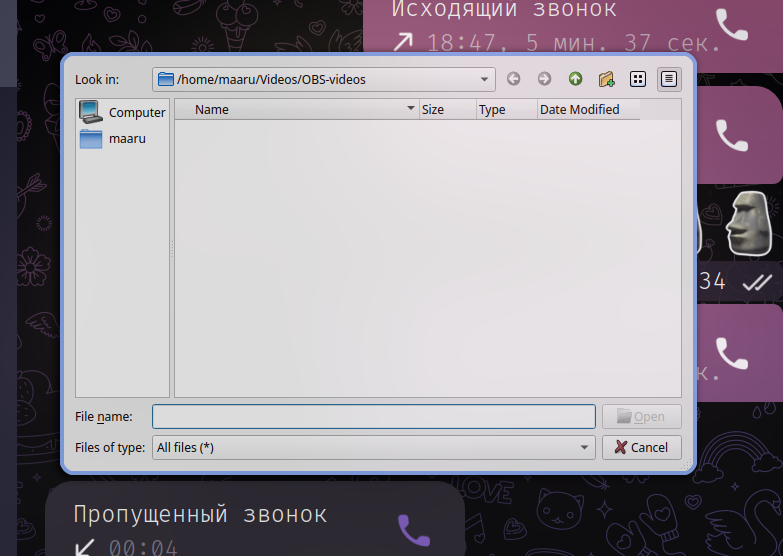 Исходящий звонок
18:47, 5 мин. 37 сек.
Look in: /home/maaru/Videos/OBS-videos
Computer
maaru
Name Size Type Date Modified
34
к.
File name: Open
Files of type: All files (*) Cancel
LOVE
Пропущенный звонок
00:04